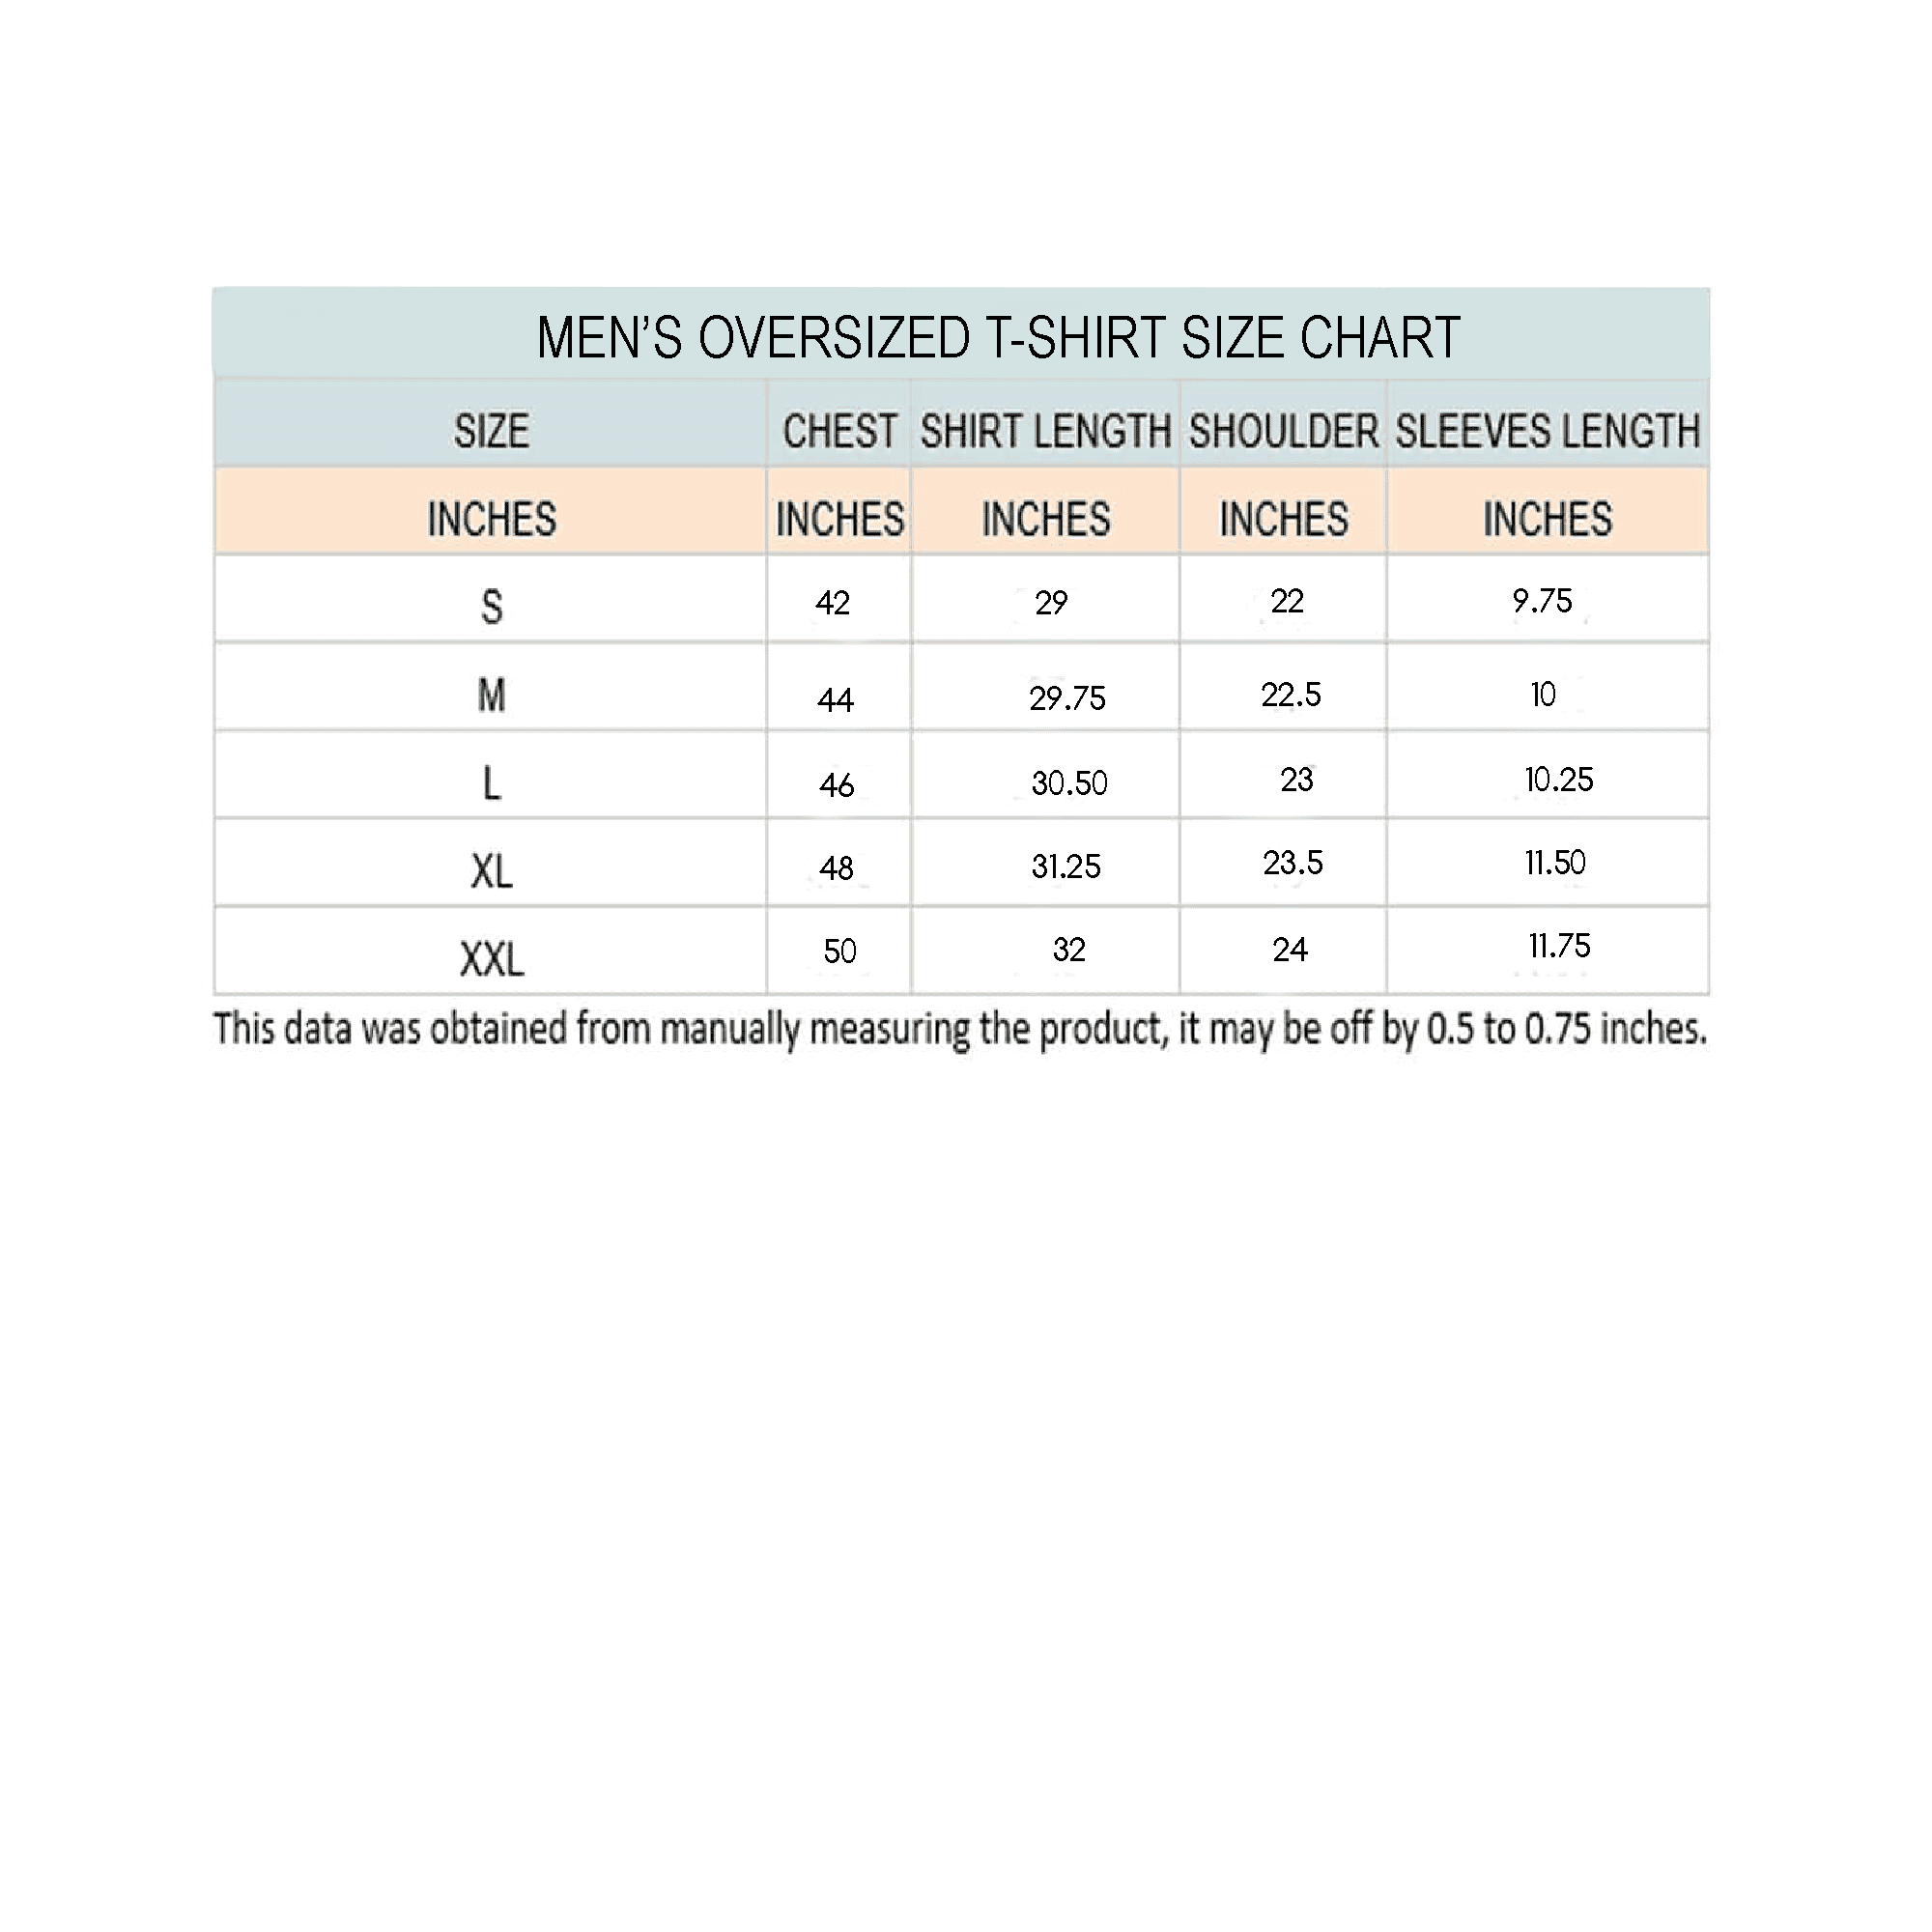 MEN’S OVERSIZED T-SHIRT SIZE CHART
SIZE CHEST SHIRT LENGTH SHOULDER SLEEVES LENGTH
INCHES INCHES INCHES INCHES INCHES
S 42 29 22 9.75
M 44 29.75 22.5 10
L 46 30.50 23 10.25
XL 48 31.25 23.5 11.50
XXL 50 32 24 11.75
This data was obtained from manually measuring the product, it may be off by 0.5 to 0.75 inches.